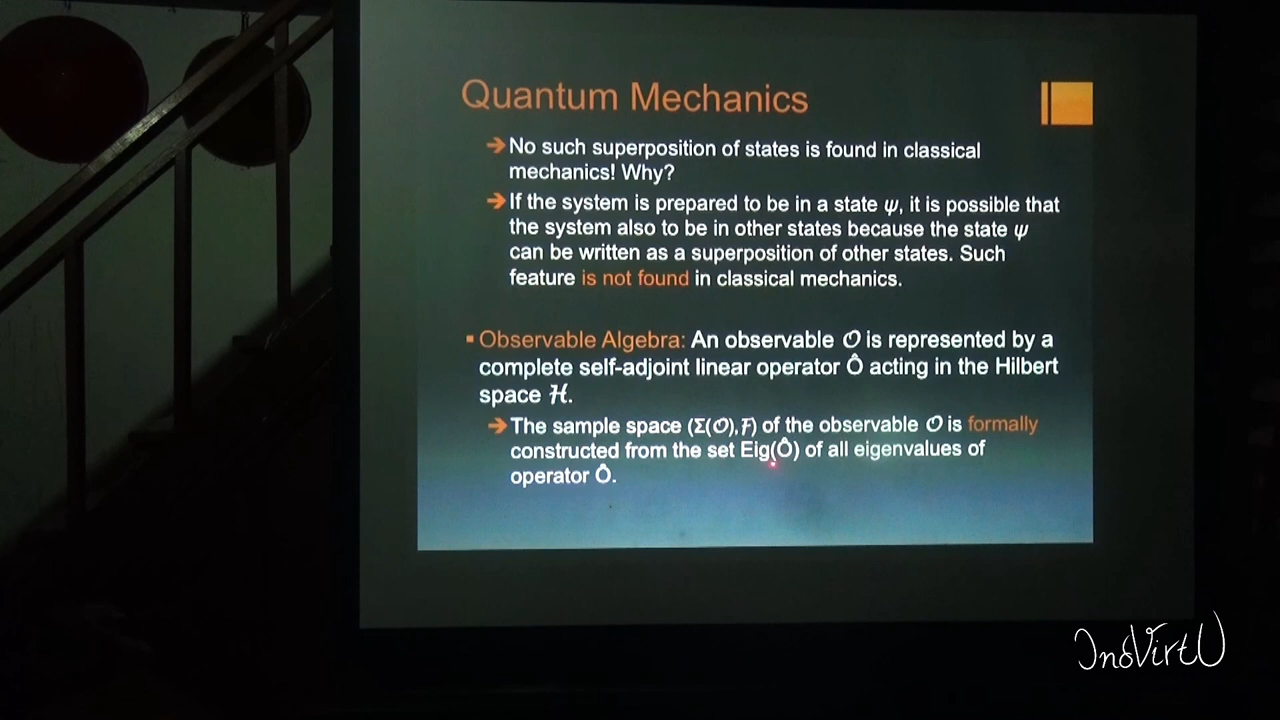 Quantum Mechanics
➔ No such superposition of states is found in classical
mechanics! Why?
➔ If the system is prepared to be in a state ψ, it is possible that
the system also to be in other states because the state ψ
can be written as a superposition of other states. Such
feature is not found in classical mechanics.
▪ Observable Algebra: An observable 𝒪 is represented by a
complete self-adjoint linear operator Ô acting in the Hilbert
space ℋ.
➔ The sample space (Σ(𝒪),ℱ) of the observable 𝒪 is formally
constructed from the set Eig(Ô) of all eigenvalues of
operator Ô.
InoVirtU